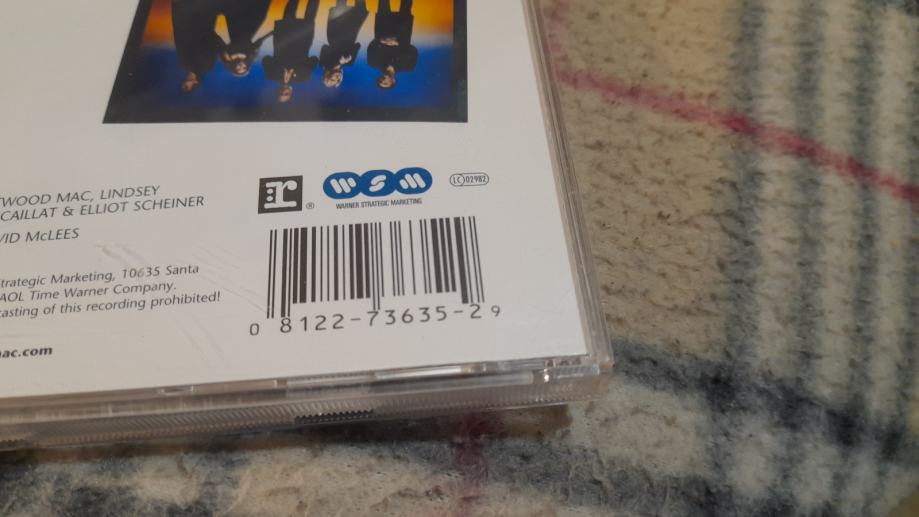 TWOOD MAC, LINDSEY
CAILLAT & ELLIOT SCHEINER
VID McLEES
Strategic Marketing, 10635 Santa
AOL Time Warner Company.
casting of this recording prohibited!
ac.com
r ®
WSM
WARNER STRATEGIC MARKETING
LC 02982
0 8122-73635-2 9